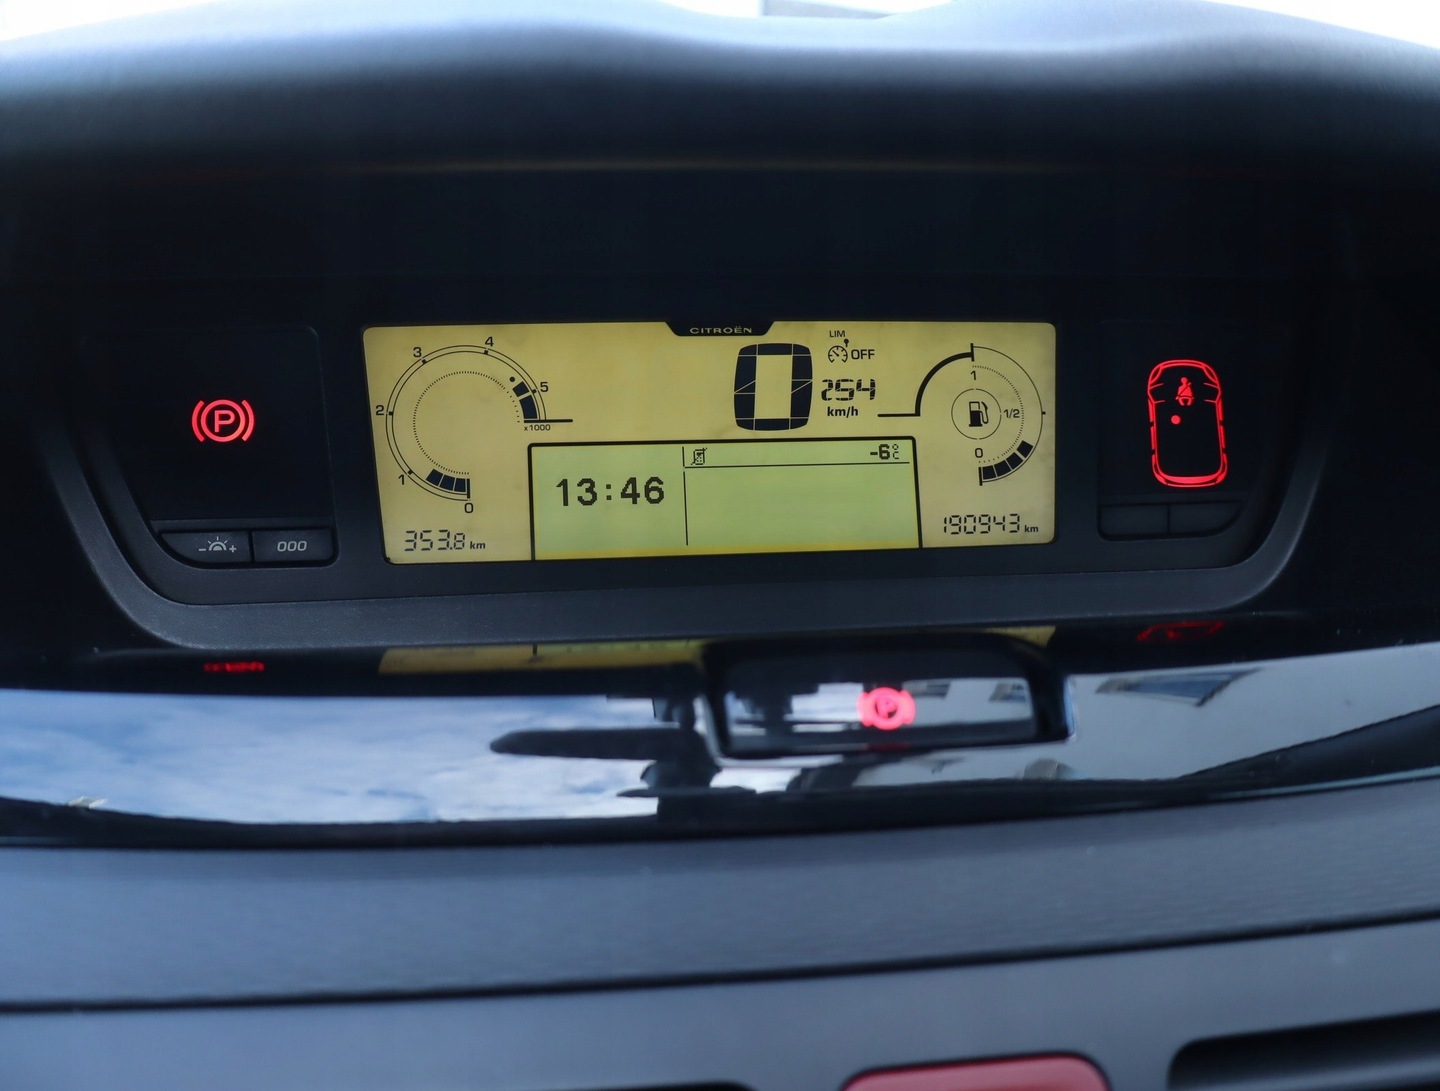 CITROËN
LIM
OFF
0
254
km/h
4
3
5
2
x1000
1
0
1
1/2
0
-6°C
13:46
353.8 km
190943 km
P
- +
000
P